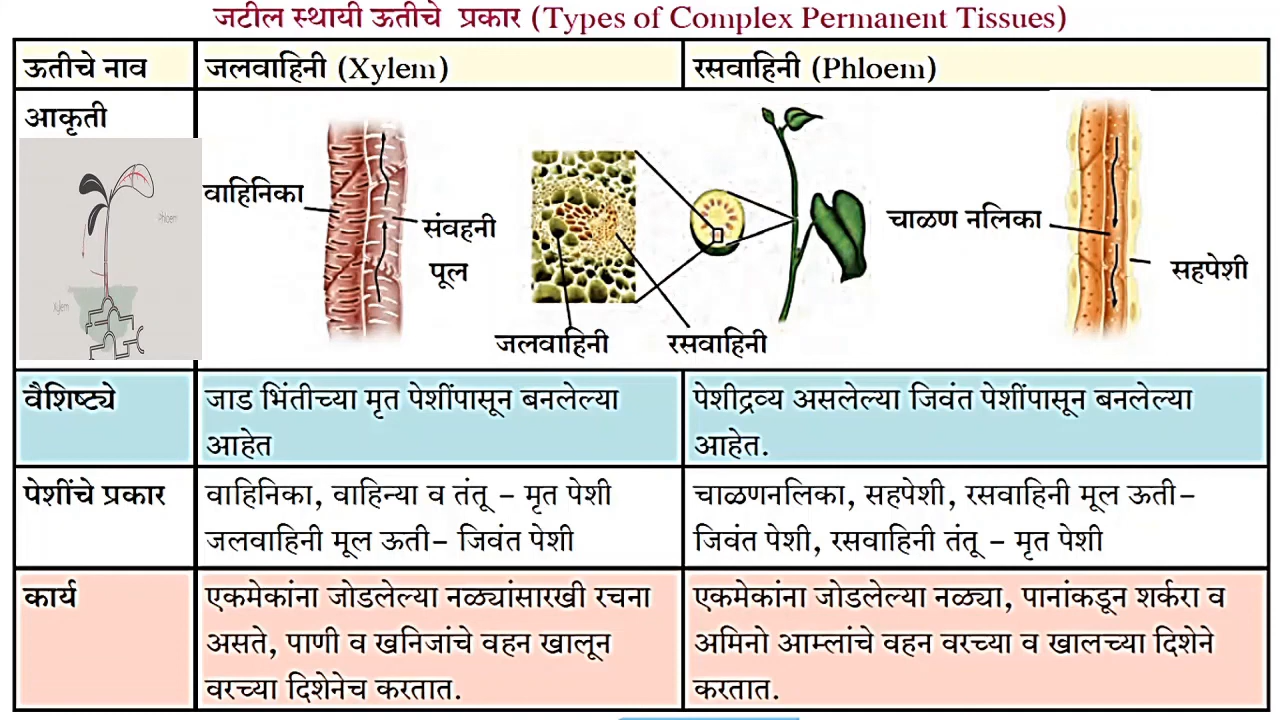 जटील स्थायी ऊतीचे प्रकार (Types of Complex Permanent Tissues)
ऊतीचे नाव
जलवाहिनी (Xylem)
रसवाहिनी (Phloem)
आकृती
Phloem
Xylem
वाहिनिका
संवहनी
पूल
जलवाहिनी
रसवाहिनी
चाळण नलिका
सहपेशी
वैशिष्ट्ये
जाड भिंतीच्या मृत पेशींपासून बनलेल्या
आहेत
पेशीद्रव्य असलेल्या जिवंत पेशींपासून बनलेल्या
आहेत.
पेशींचे प्रकार
वाहिनिका, वाहिन्या व तंतू – मृत पेशी
जलवाहिनी मूल ऊती– जिवंत पेशी
चाळणनलिका, सहपेशी, रसवाहिनी मूल ऊती–
जिवंत पेशी, रसवाहिनी तंतू – मृत पेशी
कार्य
एकमेकांना जोडलेल्या नळ्यांसारखी रचना
असते, पाणी व खनिजांचे वहन खालून
वरच्या दिशेनेच करतात.
एकमेकांना जोडलेल्या नळ्या, पानांकडून शर्करा व
अमिनो आम्लांचे वहन वरच्या व खालच्या दिशेने
करतात.